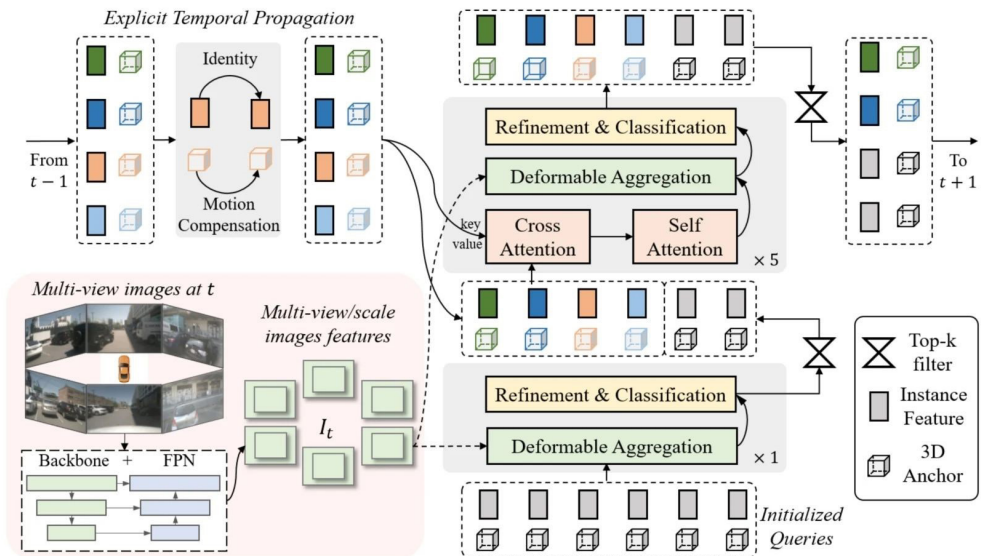 Explicit Temporal Propagation
Identity
Motion
Compensation
From
t − 1
Refinement & Classification
Deformable Aggregation
Cross
Attention
Self
Attention
key
value
× 5
To
t + 1
Multi-view images at t
Multi-view/scale
images features
I_t
Backbone + FPN
Refinement & Classification
Deformable Aggregation
× 1
Initialized
Queries
Top-k
filter
Instance
Feature
3D
Anchor